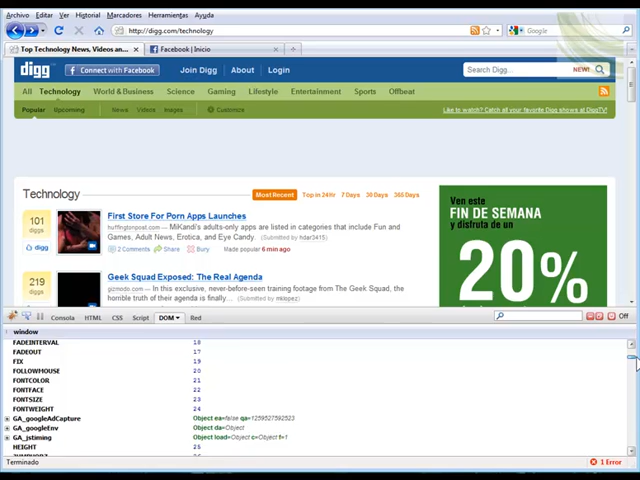 Archivo Editar Ver Historial Marcadores Herramientas Ayuda
http://digg.com/technology
Google
Top Technology News, Videos an...
Facebook | Inicio
digg
Connect with Facebook
Join Digg About Login
Search Digg... NEW!
All Technology World & Business Science Gaming Lifestyle Entertainment Sports Offbeat
Popular Upcoming News Videos Images Customize
Like to watch? Catch all your favorite Digg shows at DiggTV!
Technology
Most Recent Top in 24Hr 7 Days 30 Days 365 Days
101
diggs
digg
First Store For Porn Apps Launches
huffingtonpost.com — MiKandi's adults-only apps are listed in categories that include Fun and
Games, Adult News, Erotica, and Eye Candy. (Submitted by hdar3415)
2 Comments Share Bury Made popular 6 min ago
219
diggs
Geek Squad Exposed: The Real Agenda
gizmodo.com — In this exclusive, never-before-seen training footage from The Geek Squad, the
horrible truth of their agenda is finally... (Submitted by mklopez)
Ven este
FIN DE SEMANA
y disfruta de un
20%
Consola HTML CSS Script DOM Red
Off
window
FADEINTERVAL 18
FADEOUT 17
FIX 19
FOLLOWMOUSE 20
FONTCOLOR 21
FONTFACE 22
FONTSIZE 23
FONTWEIGHT 24
GA_googleAdCapture Object ea=false qa=1259527592523
GA_googleEnv Object da=Object
GA_jstiming Object load=Object c=Object f=1
HEIGHT 25
Terminado
1 Error